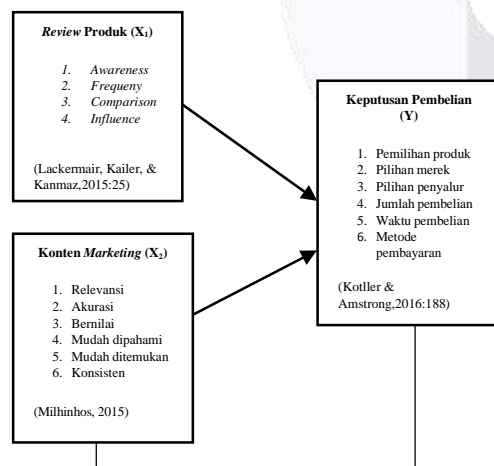 Review Produk (X₁)
1. Awareness
2. Frequeny
3. Comparison
4. Influence
(Lackermair, Kailer, &
Kanmaz,2015:25)
Konten Marketing (X₂)
1. Relevansi
2. Akurasi
3. Bernilai
4. Mudah dipahami
5. Mudah ditemukan
6. Konsisten
(Milhinhos, 2015)
Keputusan Pembelian
(Y)
1. Pemilihan produk
2. Pilihan merek
3. Pilihan penyalur
4. Jumlah pembelian
5. Waktu pembelian
6. Metode
pembayaran
(Kotller &
Amstrong,2016:188)